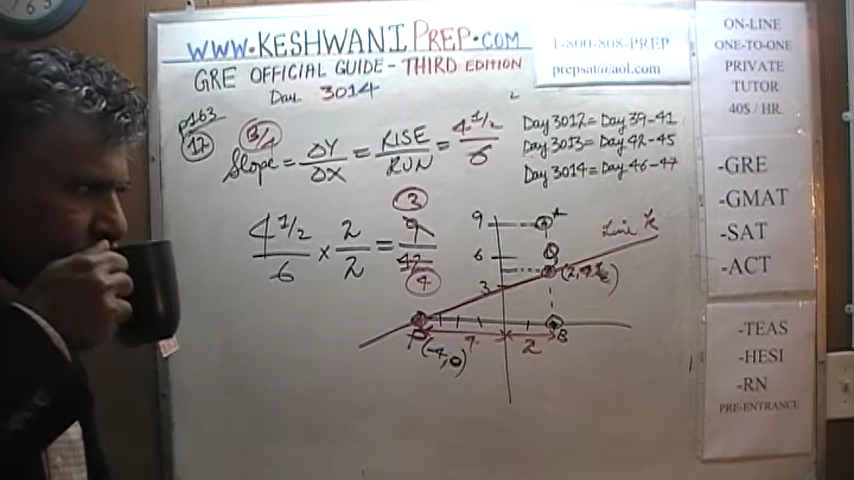 WWW.KESHWANIPREP.COM
1-800-808-PREP
prepsat@aol.com
GRE OFFICIAL GUIDE - THIRD EDITION
Day 3014
p163
17
3/4
Slope = ΔY/ΔX = RISE/RUN = 4 1/2 / 6
Day 3012 = Day 39-41
Day 3013 = Day 42-45
Day 3014 = Day 46-47
4 1/2 / 6 × 2/2 = 9/12
3
4
9
6
3
A
Q
Line K
P
(-4,0)
2
B
ON-LINE
ONE-TO-ONE
PRIVATE
TUTOR
40$ / HR.
-GRE
-GMAT
-SAT
-ACT
-TEAS
-HESI
-RN
PRE-ENTRANCE